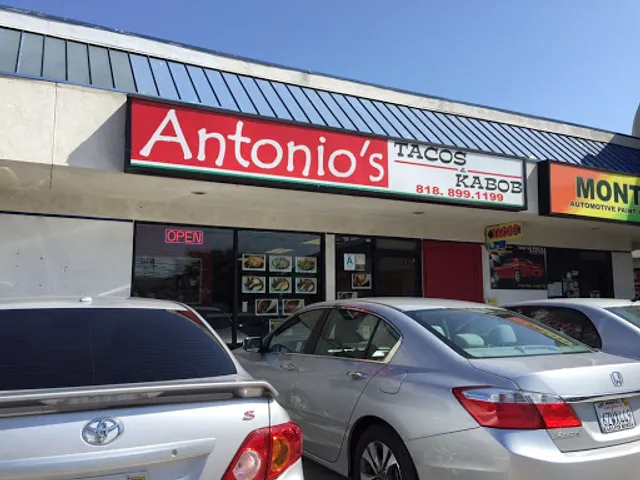 Antonio's
TACOS
&
KABOB
818. 899.1199
MONT
AUTOMOTIVE PAINT
OPEN
A
S